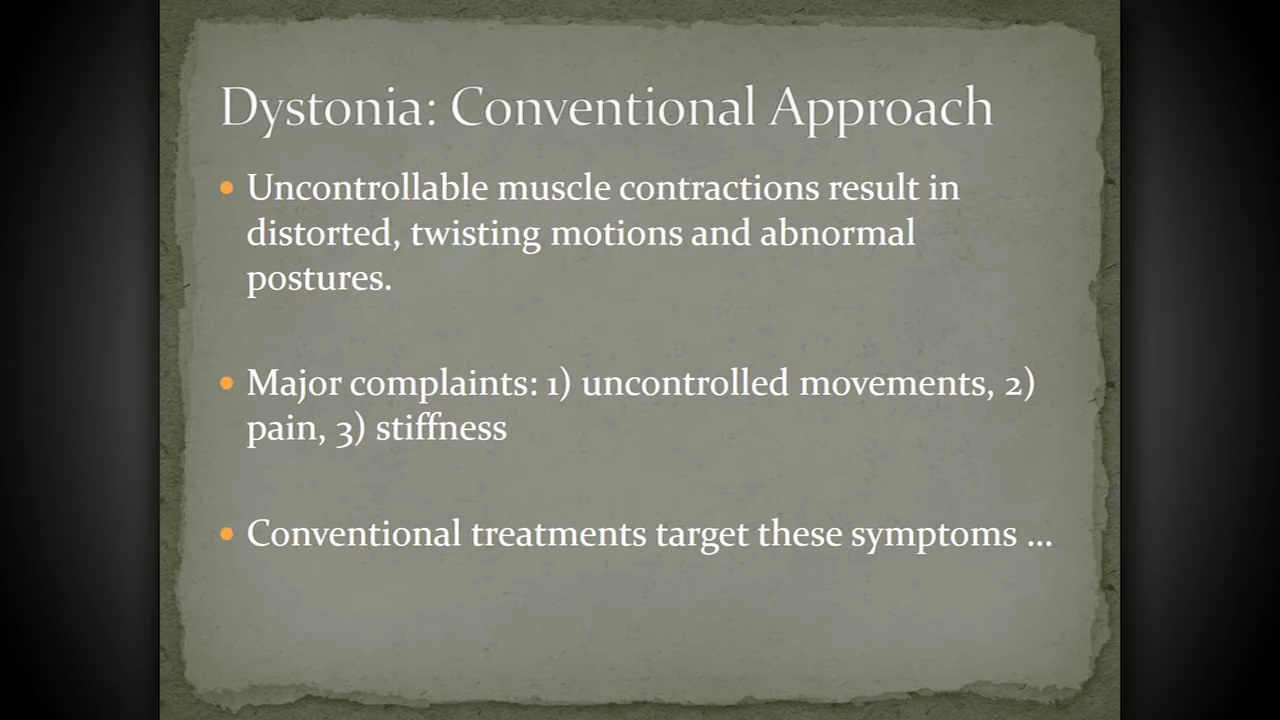 Dystonia: Conventional Approach
• Uncontrollable muscle contractions result in
distorted, twisting motions and abnormal
postures.
• Major complaints: 1) uncontrolled movements, 2)
pain, 3) stiffness
• Conventional treatments target these symptoms ...